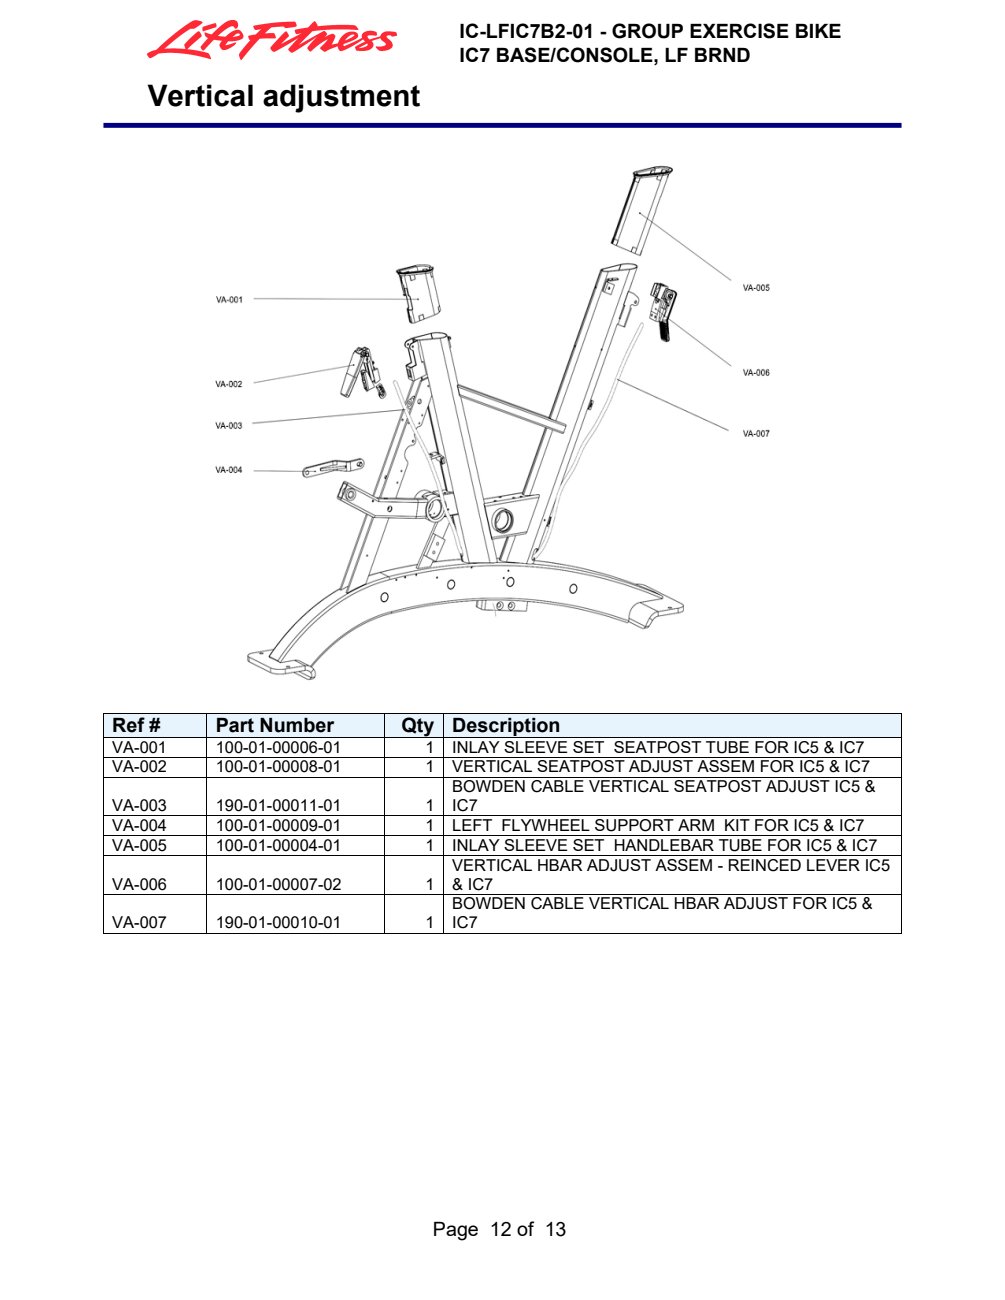 Life Fitness
IC-LFIC7B2-01 - GROUP EXERCISE BIKE
IC7 BASE/CONSOLE, LF BRND
Vertical adjustment
VA-001
VA-002
VA-003
VA-004
VA-005
VA-006
VA-007
Ref # Part Number Qty Description
VA-001 100-01-00006-01 1 INLAY SLEEVE SET  SEATPOST TUBE FOR IC5 & IC7
VA-002 100-01-00008-01 1 VERTICAL SEATPOST ADJUST ASSEM FOR IC5 & IC7
BOWDEN CABLE VERTICAL SEATPOST ADJUST IC5 &
VA-003 190-01-00011-01 1 IC7
VA-004 100-01-00009-01 1 LEFT  FLYWHEEL SUPPORT ARM  KIT FOR IC5 & IC7
VA-005 100-01-00004-01 1 INLAY SLEEVE SET  HANDLEBAR TUBE FOR IC5 & IC7
VERTICAL HBAR ADJUST ASSEM - REINCED LEVER IC5
VA-006 100-01-00007-02 1 & IC7
BOWDEN CABLE VERTICAL HBAR ADJUST FOR IC5 &
VA-007 190-01-00010-01 1 IC7
Page  12 of  13